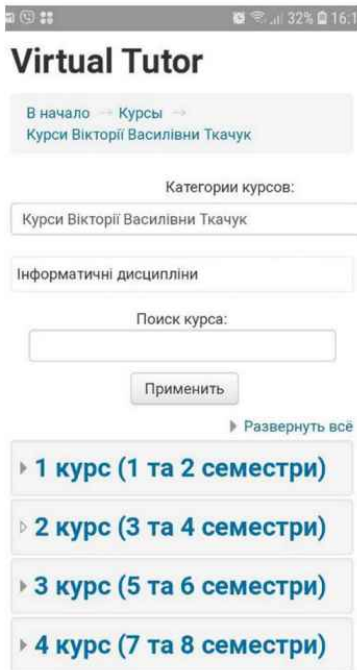 32% 16:1
Virtual Tutor
В начало → Курсы →
Курси Вікторії Василівни Ткачук
Категории курсов:
Курси Вікторії Василівни Ткачук
Інформатичні дисципліни
Поиск курса:
Применить
Развернуть всё
1 курс (1 та 2 семестри)
2 курс (3 та 4 семестри)
3 курс (5 та 6 семестри)
4 курс (7 та 8 семестри)